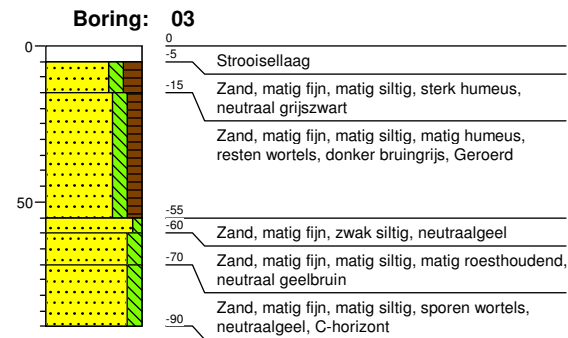 Boring: 03
0
0
-5
Strooisellaag
-15
Zand, matig fijn, matig siltig, sterk humeus,
neutraal grijszwart
Zand, matig fijn, matig siltig, matig humeus,
resten wortels, donker bruingrijs, Geroerd
50
-55
-60
Zand, matig fijn, zwak siltig, neutraalgeel
-70
Zand, matig fijn, matig siltig, matig roesthoudend,
neutraal geelbruin
Zand, matig fijn, matig siltig, sporen wortels,
neutraalgeel, C-horizont
-90